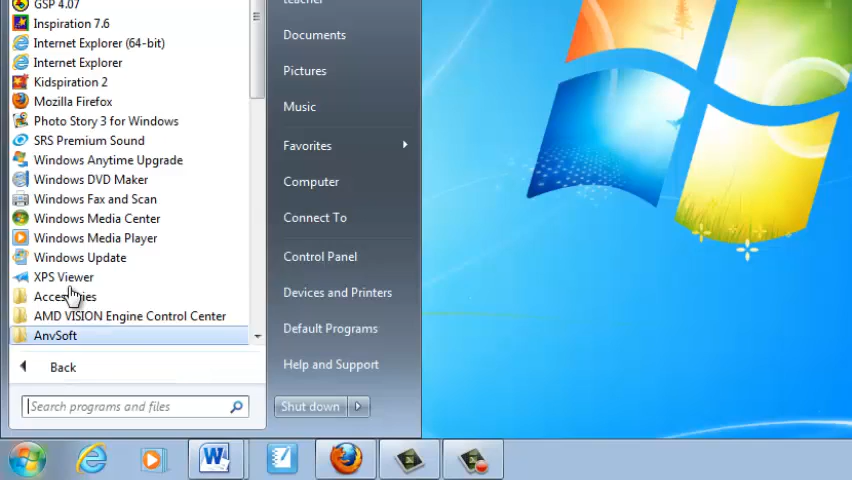 GSP 4.07
Inspiration 7.6
Internet Explorer (64-bit)
Internet Explorer
Kidspiration 2
Mozilla Firefox
Photo Story 3 for Windows
SRS Premium Sound
Windows Anytime Upgrade
Windows DVD Maker
Windows Fax and Scan
Windows Media Center
Windows Media Player
Windows Update
XPS Viewer
Accessories
AMD VISION Engine Control Center
AnvSoft
Back
Search programs and files
teacher
Documents
Pictures
Music
Favorites
Computer
Connect To
Control Panel
Devices and Printers
Default Programs
Help and Support
Shut down